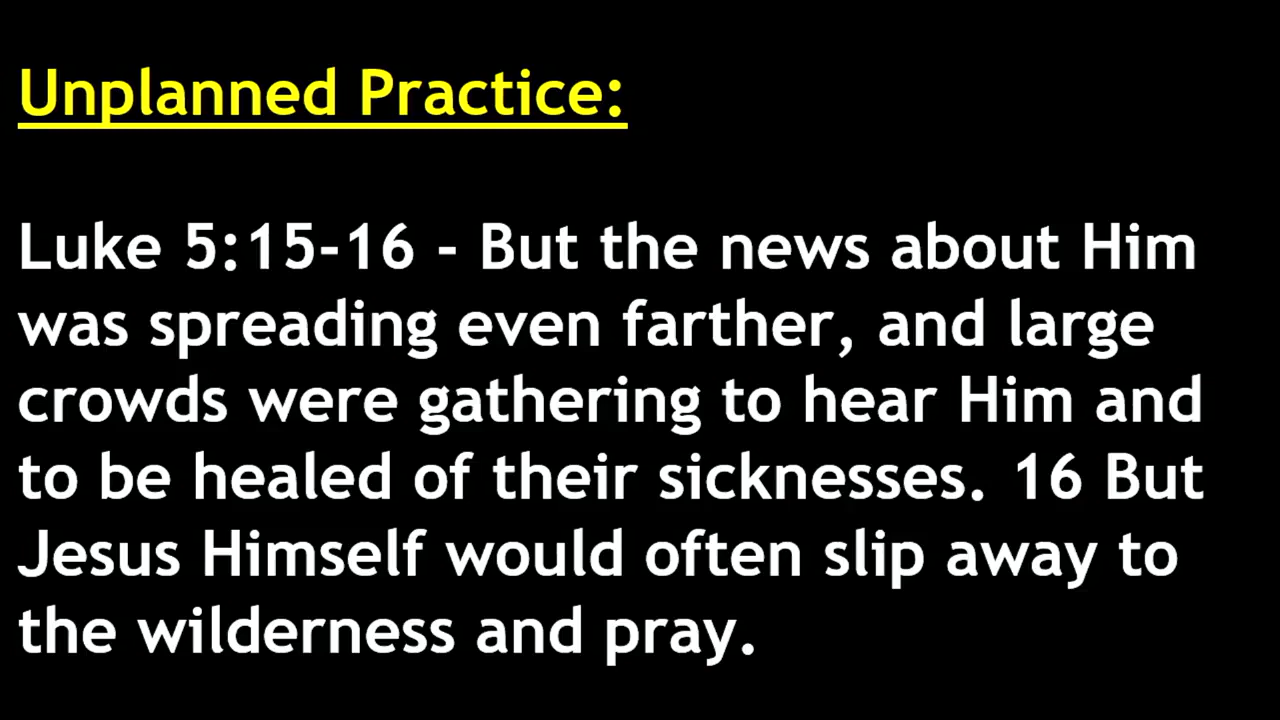 Unplanned Practice:
Luke 5:15-16 - But the news about Him
was spreading even farther, and large
crowds were gathering to hear Him and
to be healed of their sicknesses. 16 But
Jesus Himself would often slip away to
the wilderness and pray.